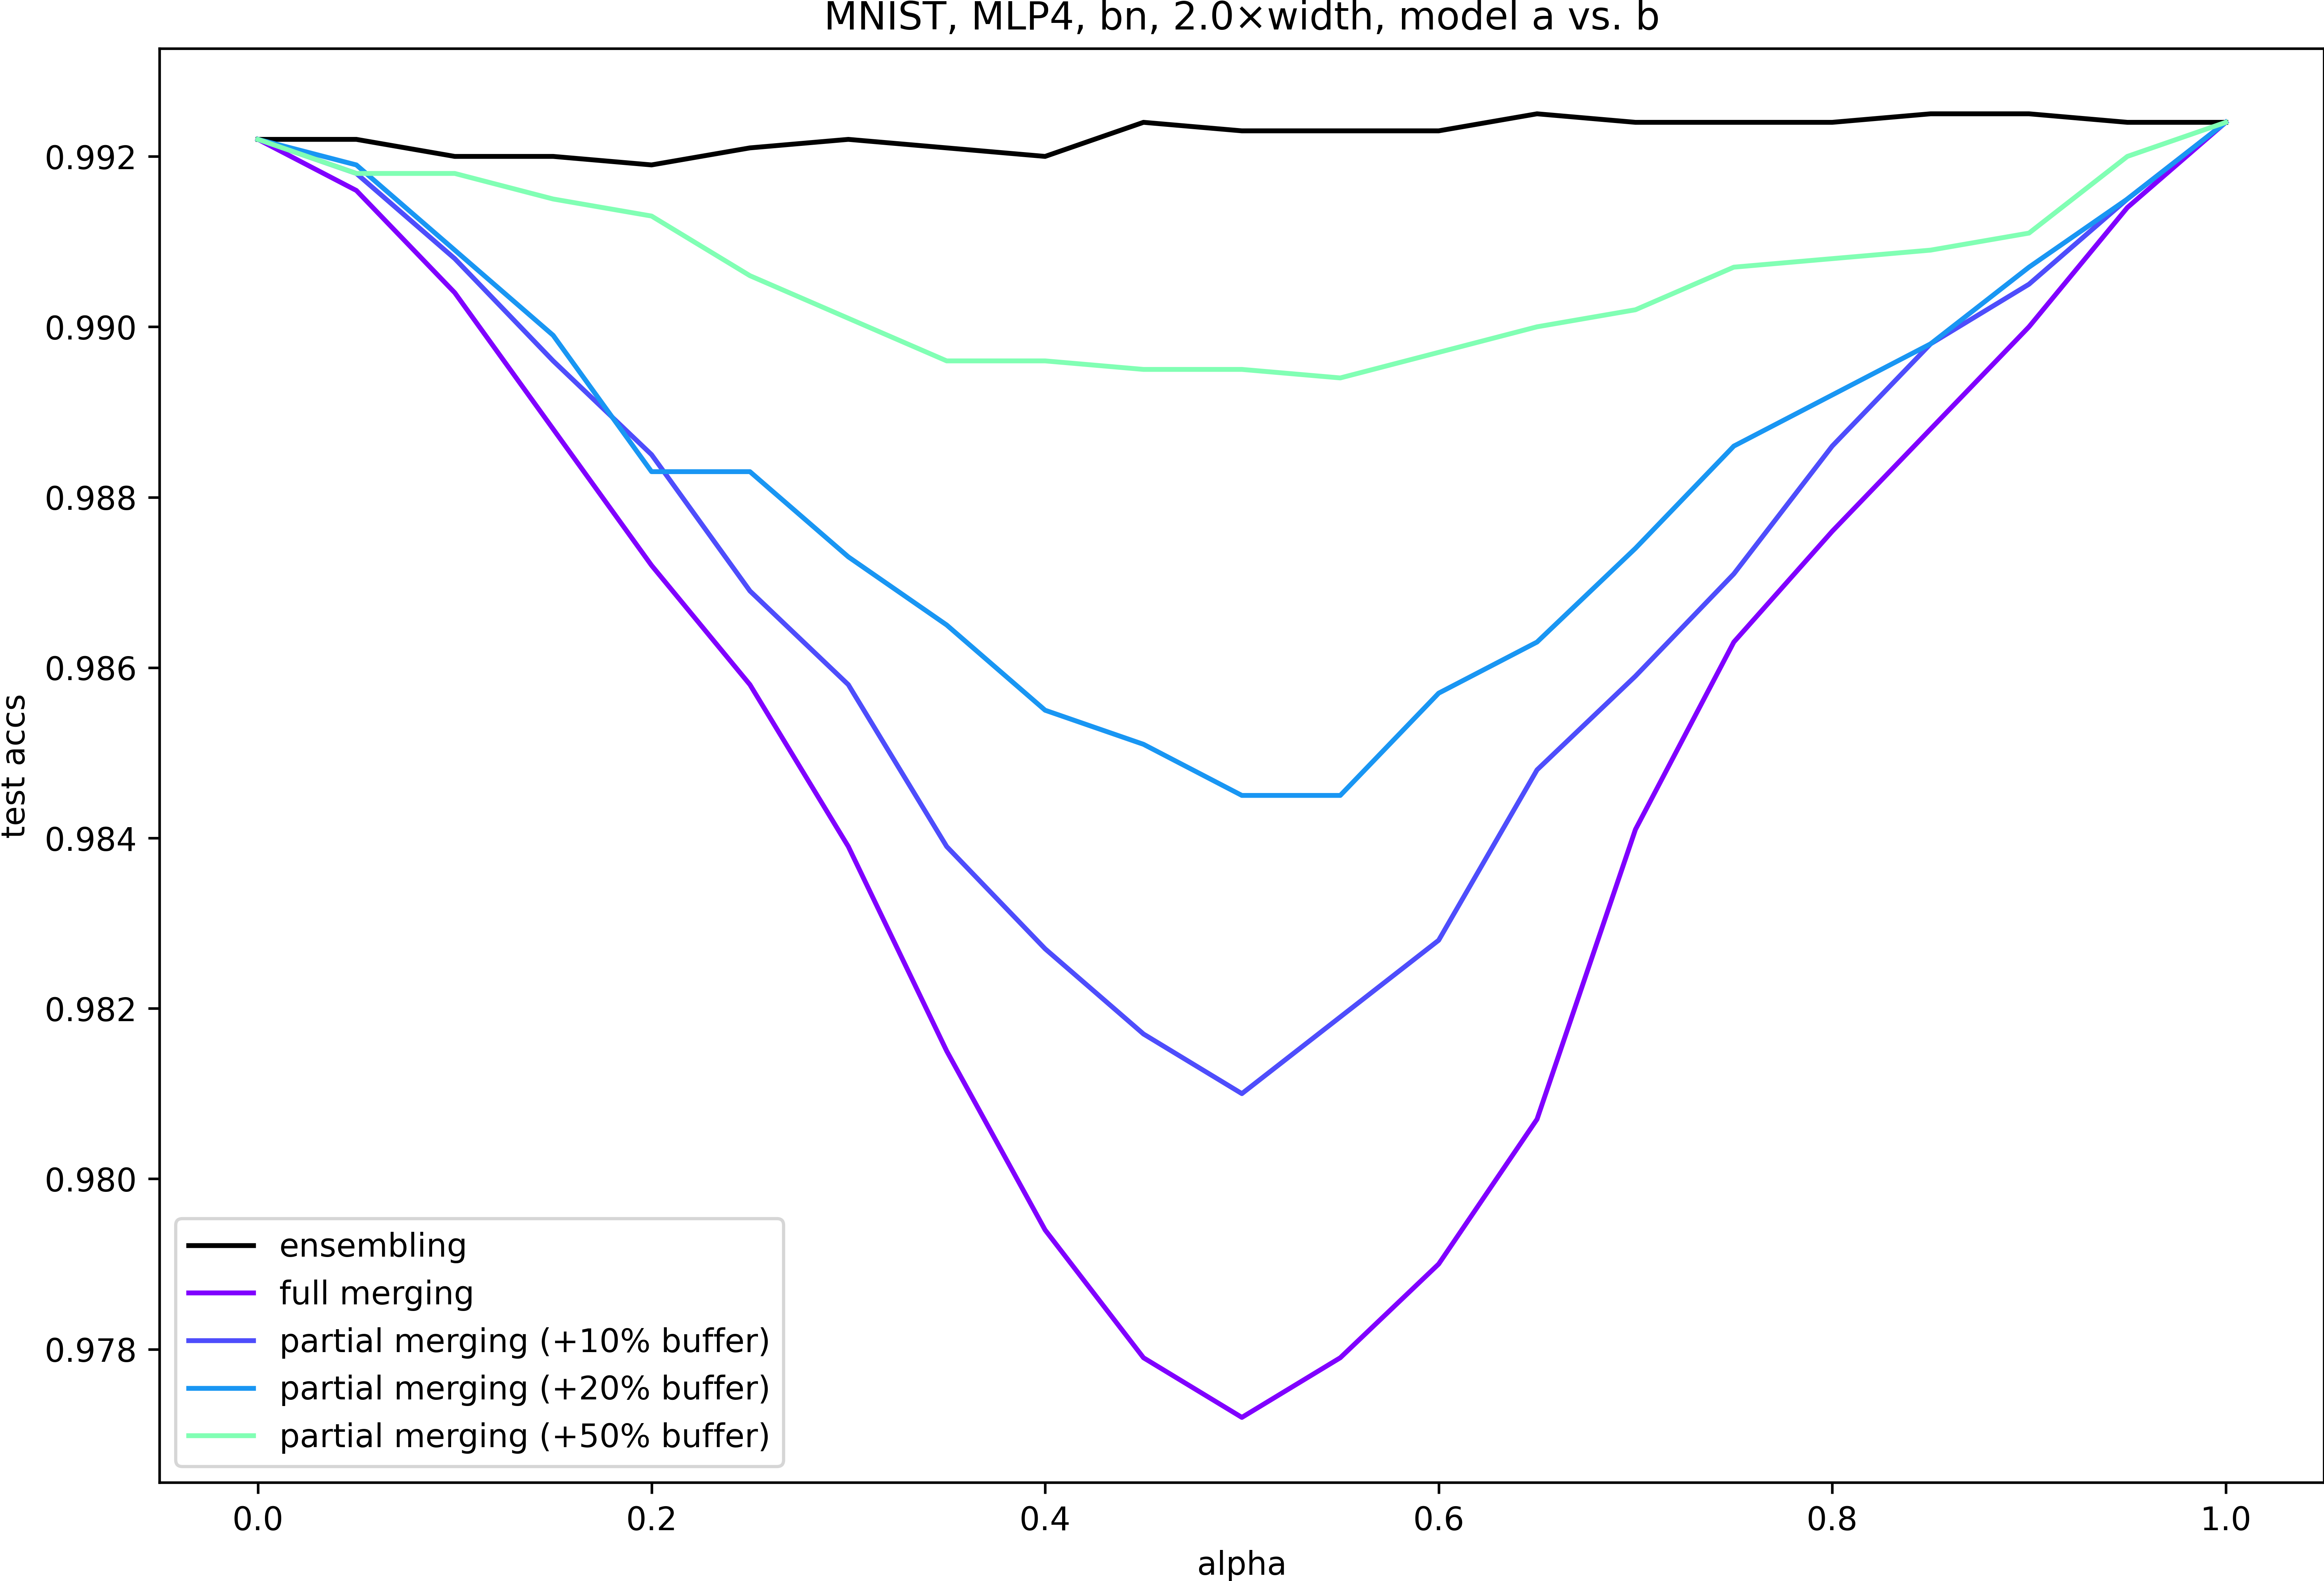 MNIST, MLP4, bn, 2.0×width, model a vs. b
0.992
0.990
0.988
0.986
0.984
0.982
0.980
0.978
test accs
ensembling
full merging
partial merging (+10% buffer)
partial merging (+20% buffer)
partial merging (+50% buffer)
0.0 0.2 0.4 0.6 0.8 1.0
alpha